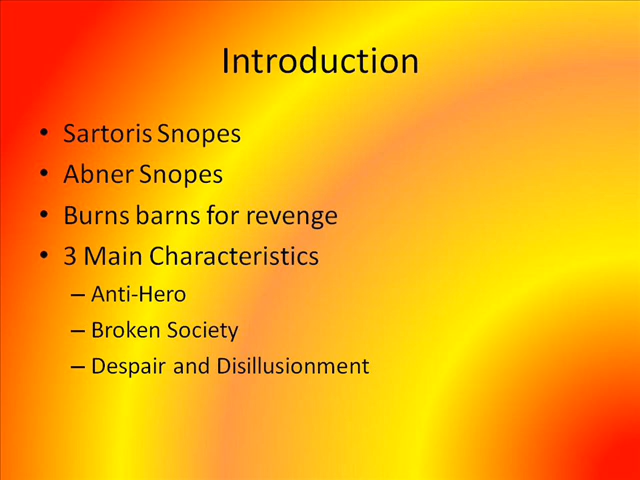 Introduction
• Sartoris Snopes
• Abner Snopes
• Burns barns for revenge
• 3 Main Characteristics
– Anti-Hero
– Broken Society
– Despair and Disillusionment